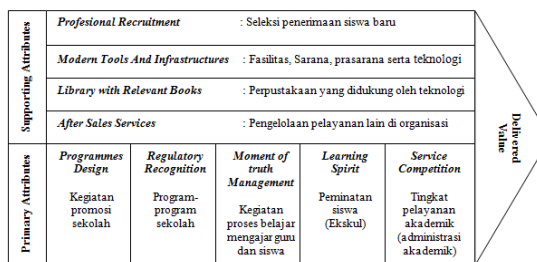 Supporting Attributes
Profesional Recruitment : Seleksi penerimaan siswa baru
Modern Tools And Infrastructures : Fasilitas, Sarana, prasarana serta teknologi
Library with Relevant Books : Perpustakaan yang didukung oleh teknologi
After Sales Services : Pengelolaan pelayanan lain di organisasi
Primary Attributes
Programmes
Design
Kegiatan
promosi
sekolah
Regulatory
Recognition
Program-
program
sekolah
Moment of
truth
Management
Kegiatan
proses belajar
mengajar guru
dan siswa
Learning
Spirit
Peminatan
siswa
(Ekskul)
Service
Competition
Tingkat
pelayanan
akademik
(administrasi
akademik)
Delivered
Value